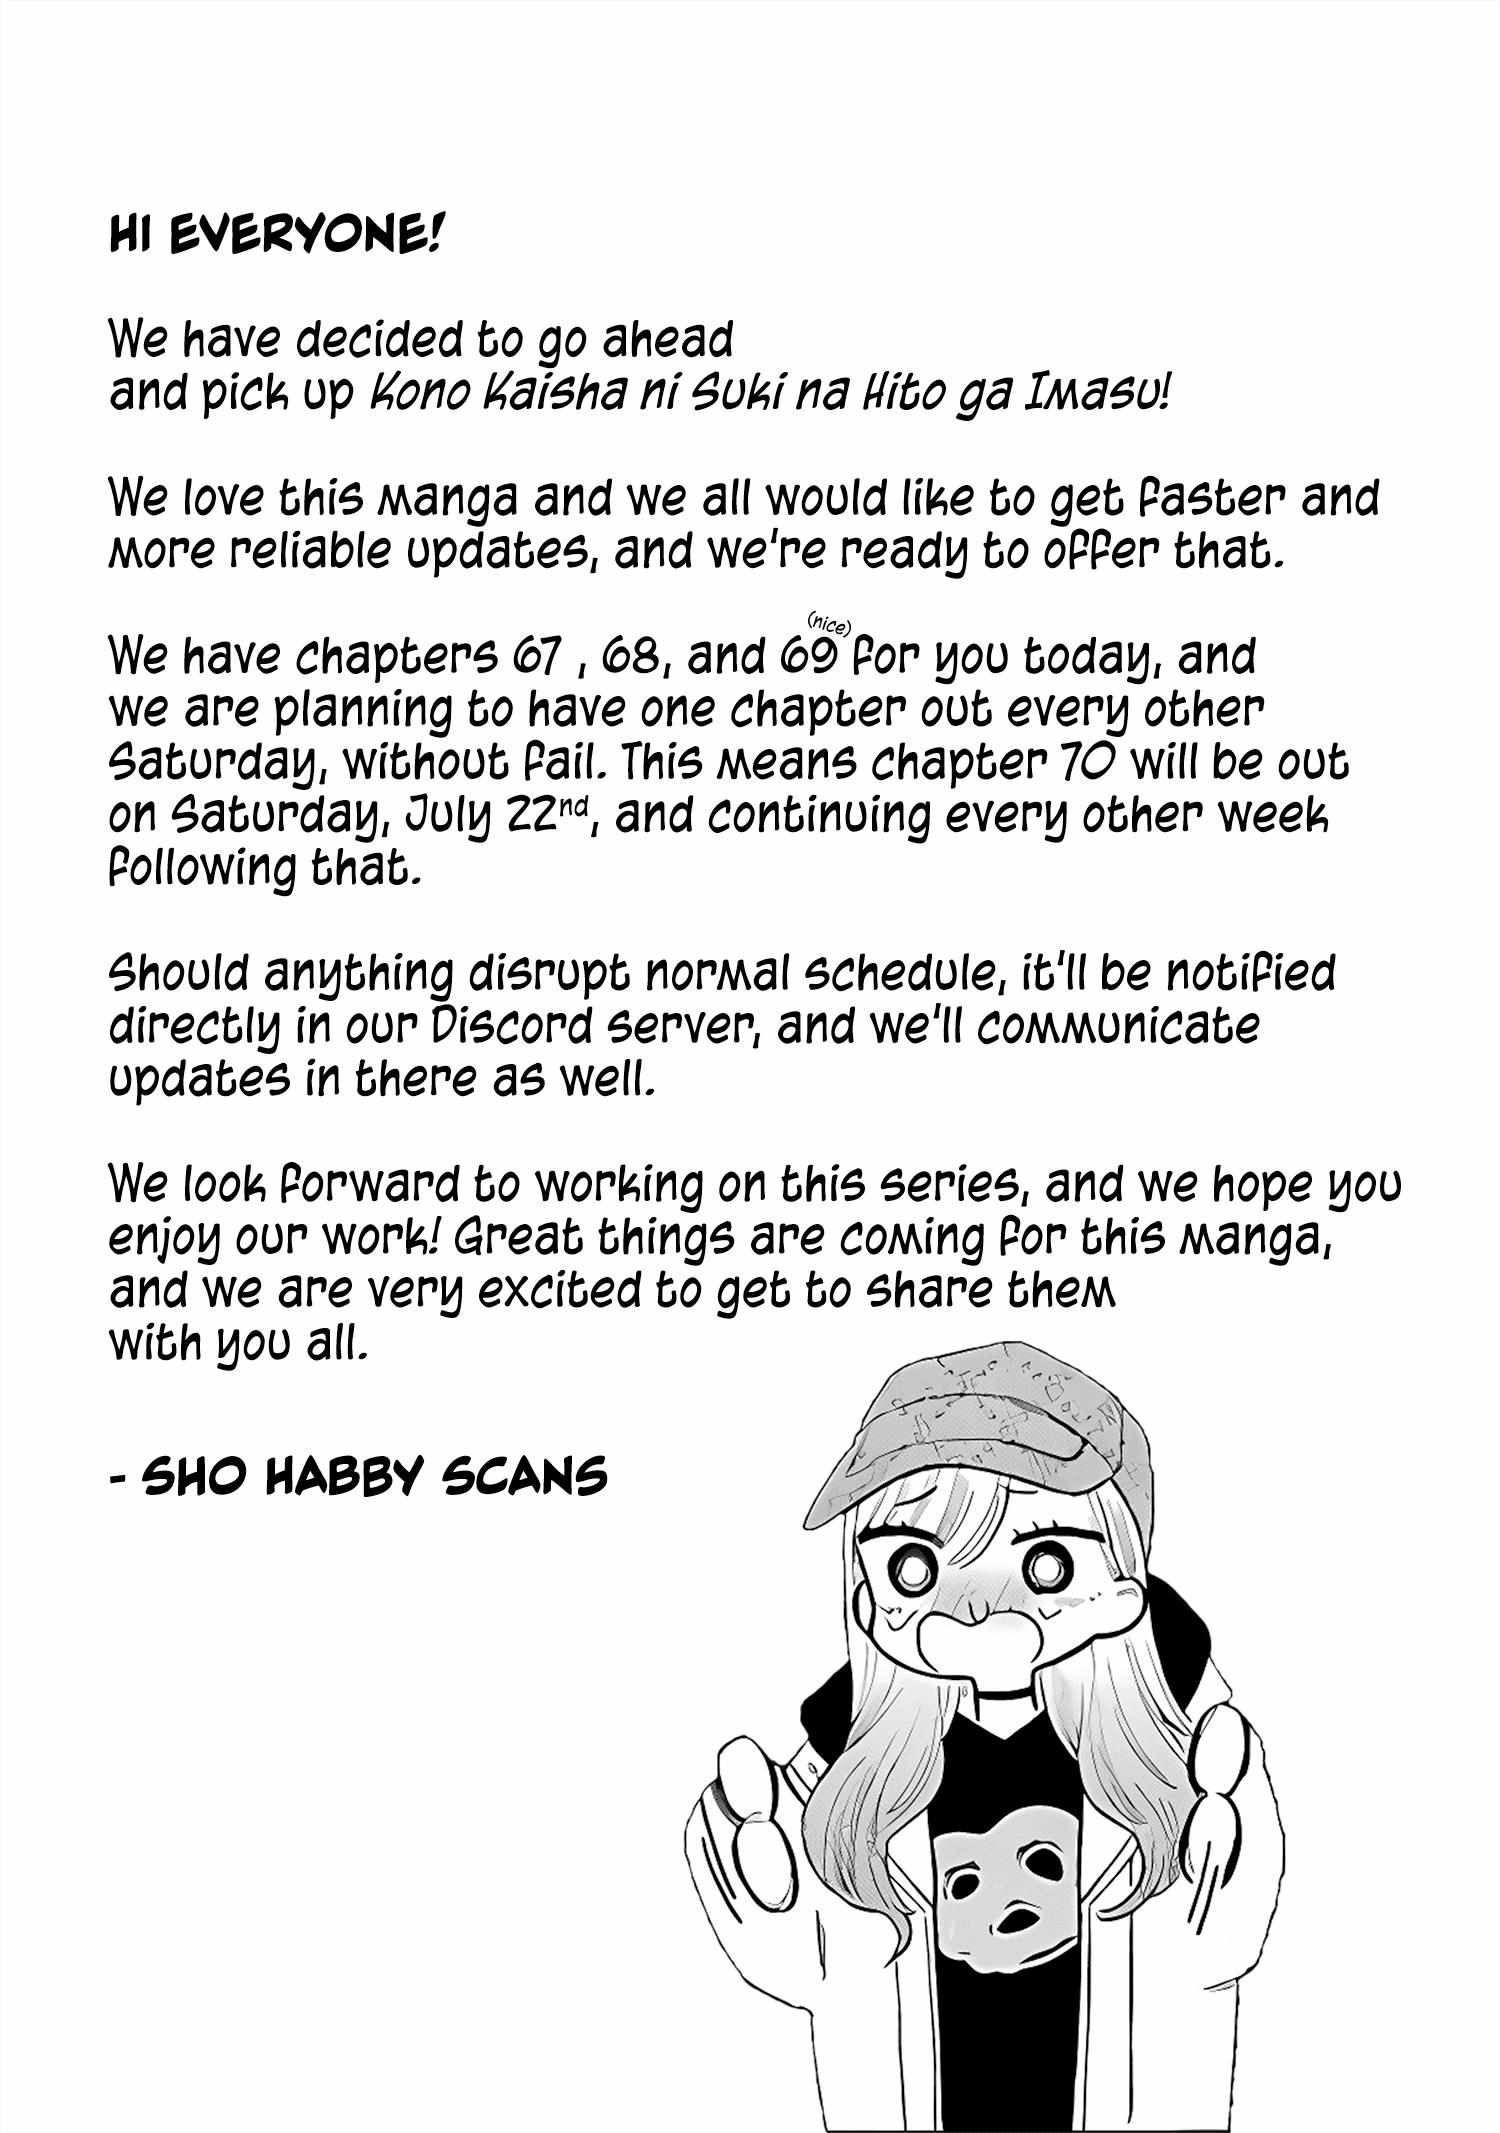 HI EVERYONE!
We have decided to go ahead
and pick up Kono Kaisha ni Suki na Hito ga Imasu!
We love this manga and we all would like to get faster and
more reliable updates, and we're ready to offer that.
(nice)
We have chapters 67 , 68, and 69 for you today, and
we are planning to have one chapter out every other
Saturday, without fail. This means chapter 70 will be out
on Saturday, July 22nd, and continuing every other week
following that.
Should anything disrupt normal schedule, it'll be notified
directly in our Discord server, and we'll communicate
updates in there as well.
We look forward to working on this series, and we hope you
enjoy our work! Great things are coming for this manga,
and we are very excited to get to share them
with you all.
- SHO HABBY SCANS